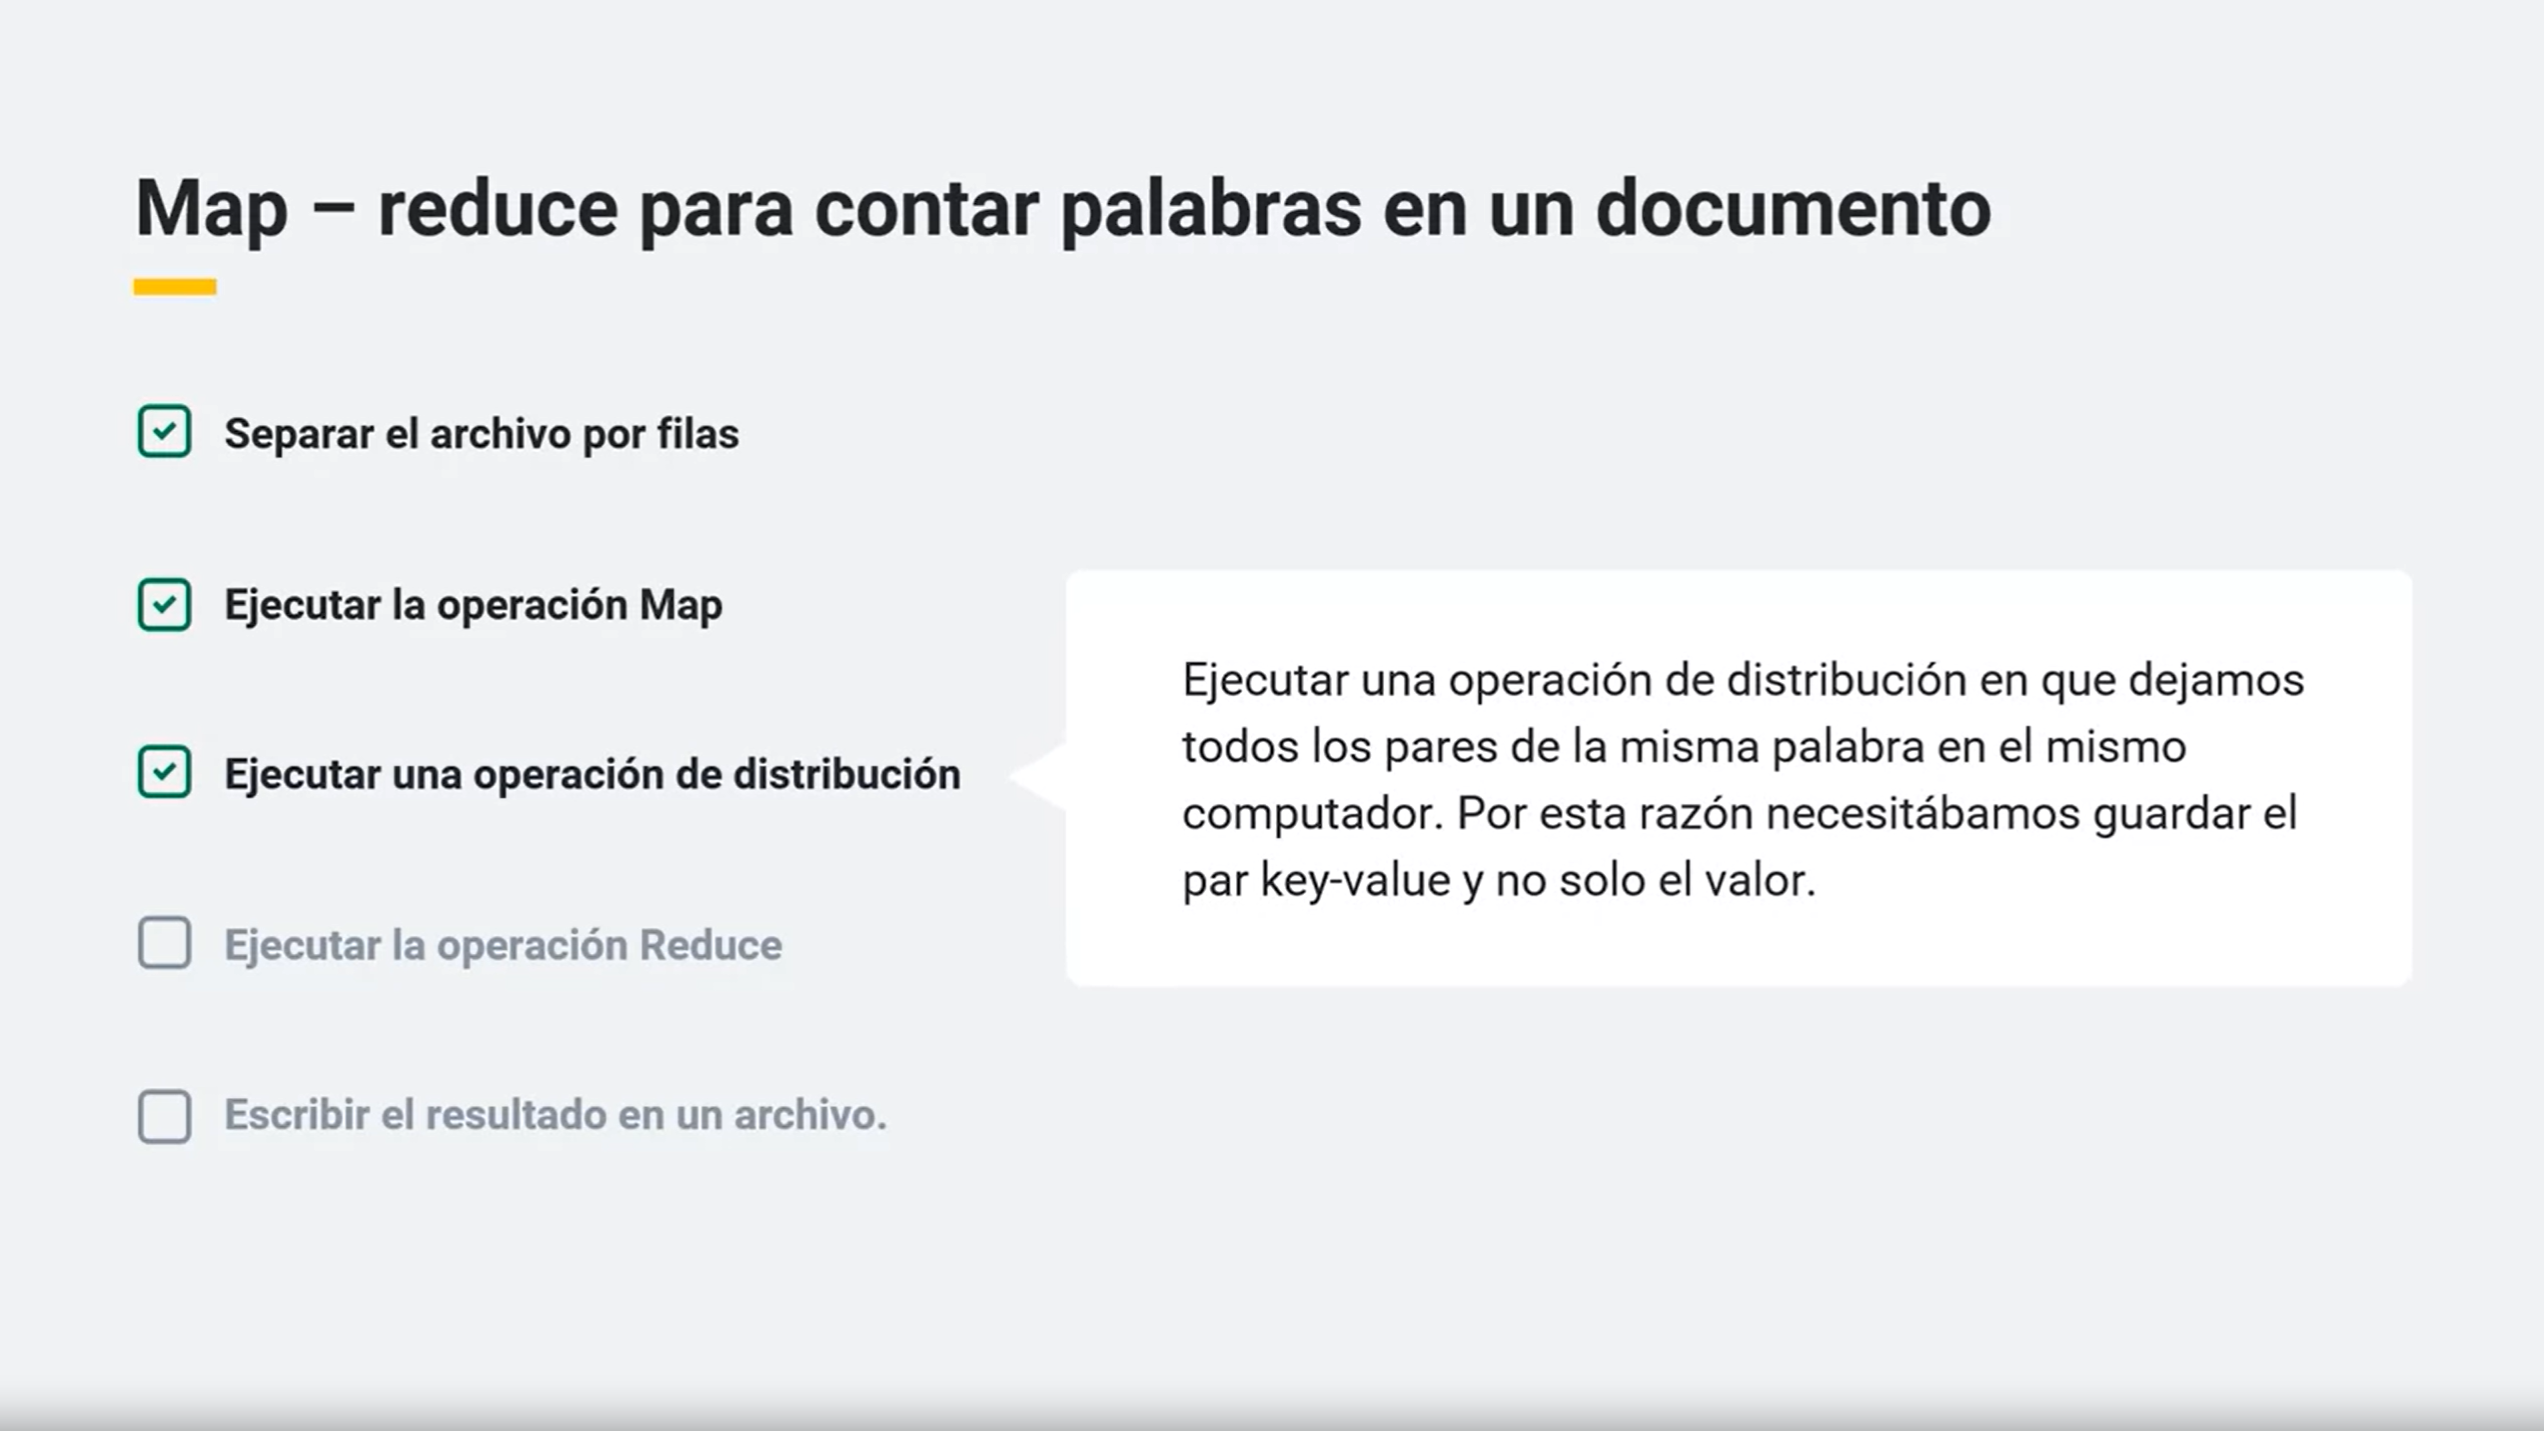 Map – reduce para contar palabras en un documento
Separar el archivo por filas
Ejecutar la operación Map
Ejecutar una operación de distribución
Ejecutar una operación de distribución en que dejamos
todos los pares de la misma palabra en el mismo
computador. Por esta razón necesitábamos guardar el
par key-value y no solo el valor.
Ejecutar la operación Reduce
Escribir el resultado en un archivo.